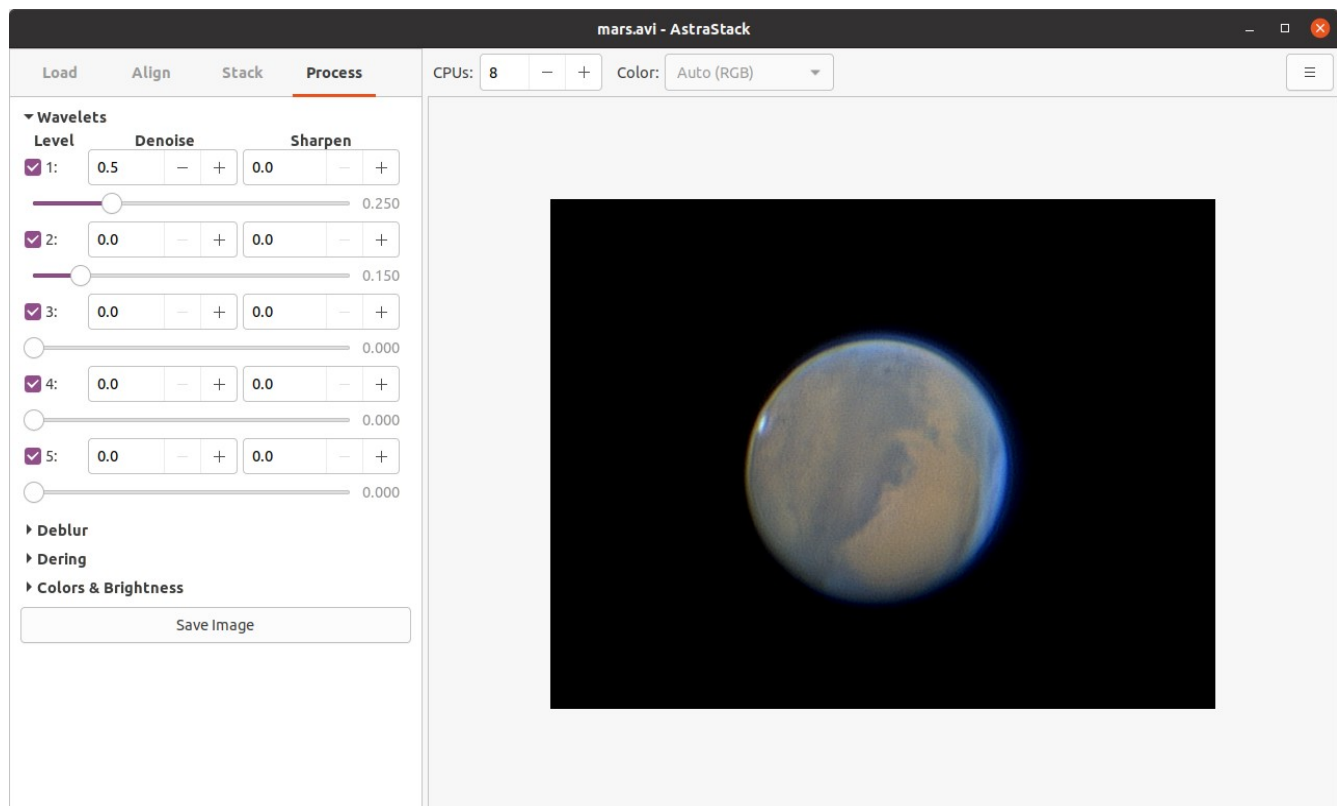 mars.avi - AstraStack
Load Align Stack Process
CPUs: 8 Color: Auto (RGB)
Wavelets
Level Denoise Sharpen
1: 0.5 0.0
0.250
2: 0.0 0.0
0.150
3: 0.0 0.0
0.000
4: 0.0 0.0
0.000
5: 0.0 0.0
0.000
Deblur
Dering
Colors & Brightness
Save Image